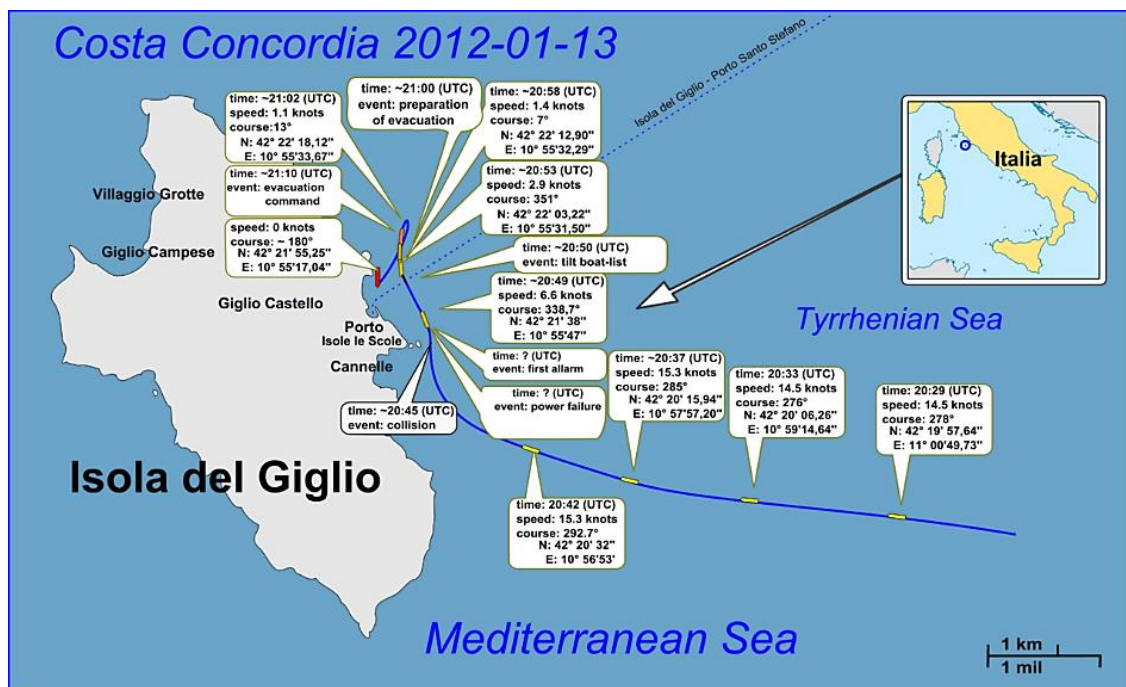 Costa Concordia 2012-01-13
Isola del Giglio - Porto Santo Stefano
time: ~21:02 (UTC)
speed: 1.1 knots
course:13°
N: 42° 22' 18,12"
E: 10° 55'33,67"
time: ~21:00 (UTC)
event: preparation
of evacuation
time: ~20:58 (UTC)
speed: 1.4 knots
course: 7°
N: 42° 22' 12,90"
E: 10° 55'32,29"
time: ~21:10 (UTC)
event: evacuation
command
time: ~20:53 (UTC)
speed: 2.9 knots
course: 351°
N: 42° 22' 03,22"
E: 10° 55'31,50"
speed: 0 knots
course: ~ 180°
N: 42° 21' 55,25"
E: 10° 55'17,04"
time: ~20:50 (UTC)
event: tilt boat-list
time: ~20:49 (UTC)
speed: 6.6 knots
course: 338,7°
N: 42° 21' 38"
E: 10° 55'47"
time: ? (UTC)
event: first allarm
time: ? (UTC)
event: power failure
time: ~20:45 (UTC)
event: collision
time: ~20:37 (UTC)
speed: 15.3 knots
course: 285°
N: 42° 20' 15,94"
E: 10° 57'57,20"
time: 20:33 (UTC)
speed: 14.5 knots
course: 276°
N: 42° 20' 06,26"
E: 10° 59'14,64"
time: 20:29 (UTC)
speed: 14.5 knots
course: 278°
N: 42° 19' 57,64"
E: 11° 00'49,73"
time: 20:42 (UTC)
speed: 15.3 knots
course: 292.7°
N: 42° 20' 32"
E: 10° 56'53'
Villaggio Grotte
Giglio Campese
Giglio Castello
Porto
Isole le Scole
Cannelle
Isola del Giglio
Italia
Tyrrhenian Sea
Mediterranean Sea
1 km
1 mil